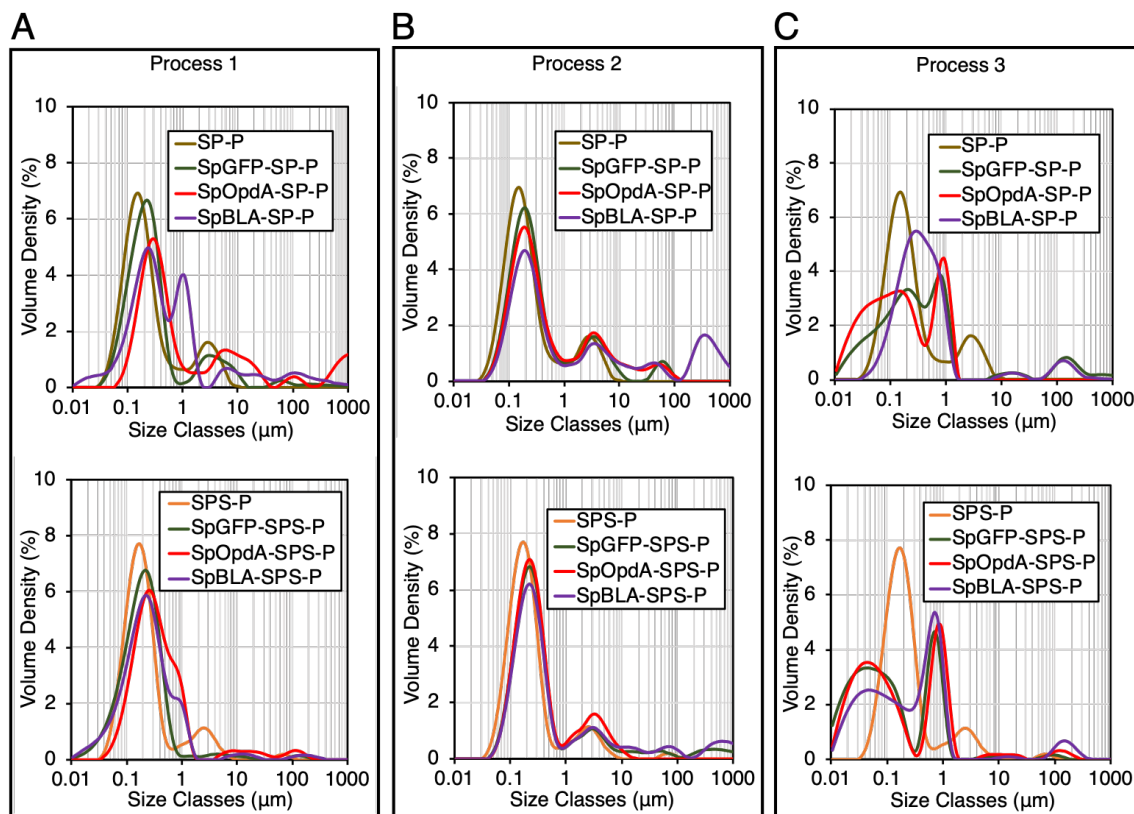 A
Process 1
10
8
6
4
2
0
Volume Density (%)
SP-P
SpGFP-SP-P
SpOpdA-SP-P
SpBLA-SP-P
0.01 0.1 1 10 100 1000
Size Classes (µm)
10
8
6
4
2
0
Volume Density (%)
SPS-P
SpGFP-SPS-P
SpOpdA-SPS-P
SpBLA-SPS-P
0.01 0.1 1 10 100 1000
Size Classes (µm)
B
Process 2
10
8
6
4
2
0
Volume Density (%)
SP-P
SpGFP-SP-P
SpOpdA-SP-P
SpBLA-SP-P
0.01 0.1 1 10 100 1000
Size Classes (µm)
10
8
6
4
2
0
Volume Density (%)
SPS-P
SpGFP-SPS-P
SpOpdA-SPS-P
SpBLA-SPS-P
0.01 0.1 1 10 100 1000
Size Classes (µm)
C
Process 3
10
8
6
4
2
0
Volume Density (%)
SP-P
SpGFP-SP-P
SpOpdA-SP-P
SpBLA-SP-P
0.01 0.1 1 10 100 1000
Size Classes (µm)
10
8
6
4
2
0
Volume Density (%)
SPS-P
SpGFP-SPS-P
SpOpdA-SPS-P
SpBLA-SPS-P
0.01 0.1 1 10 100 1000
Size Classes (µm)